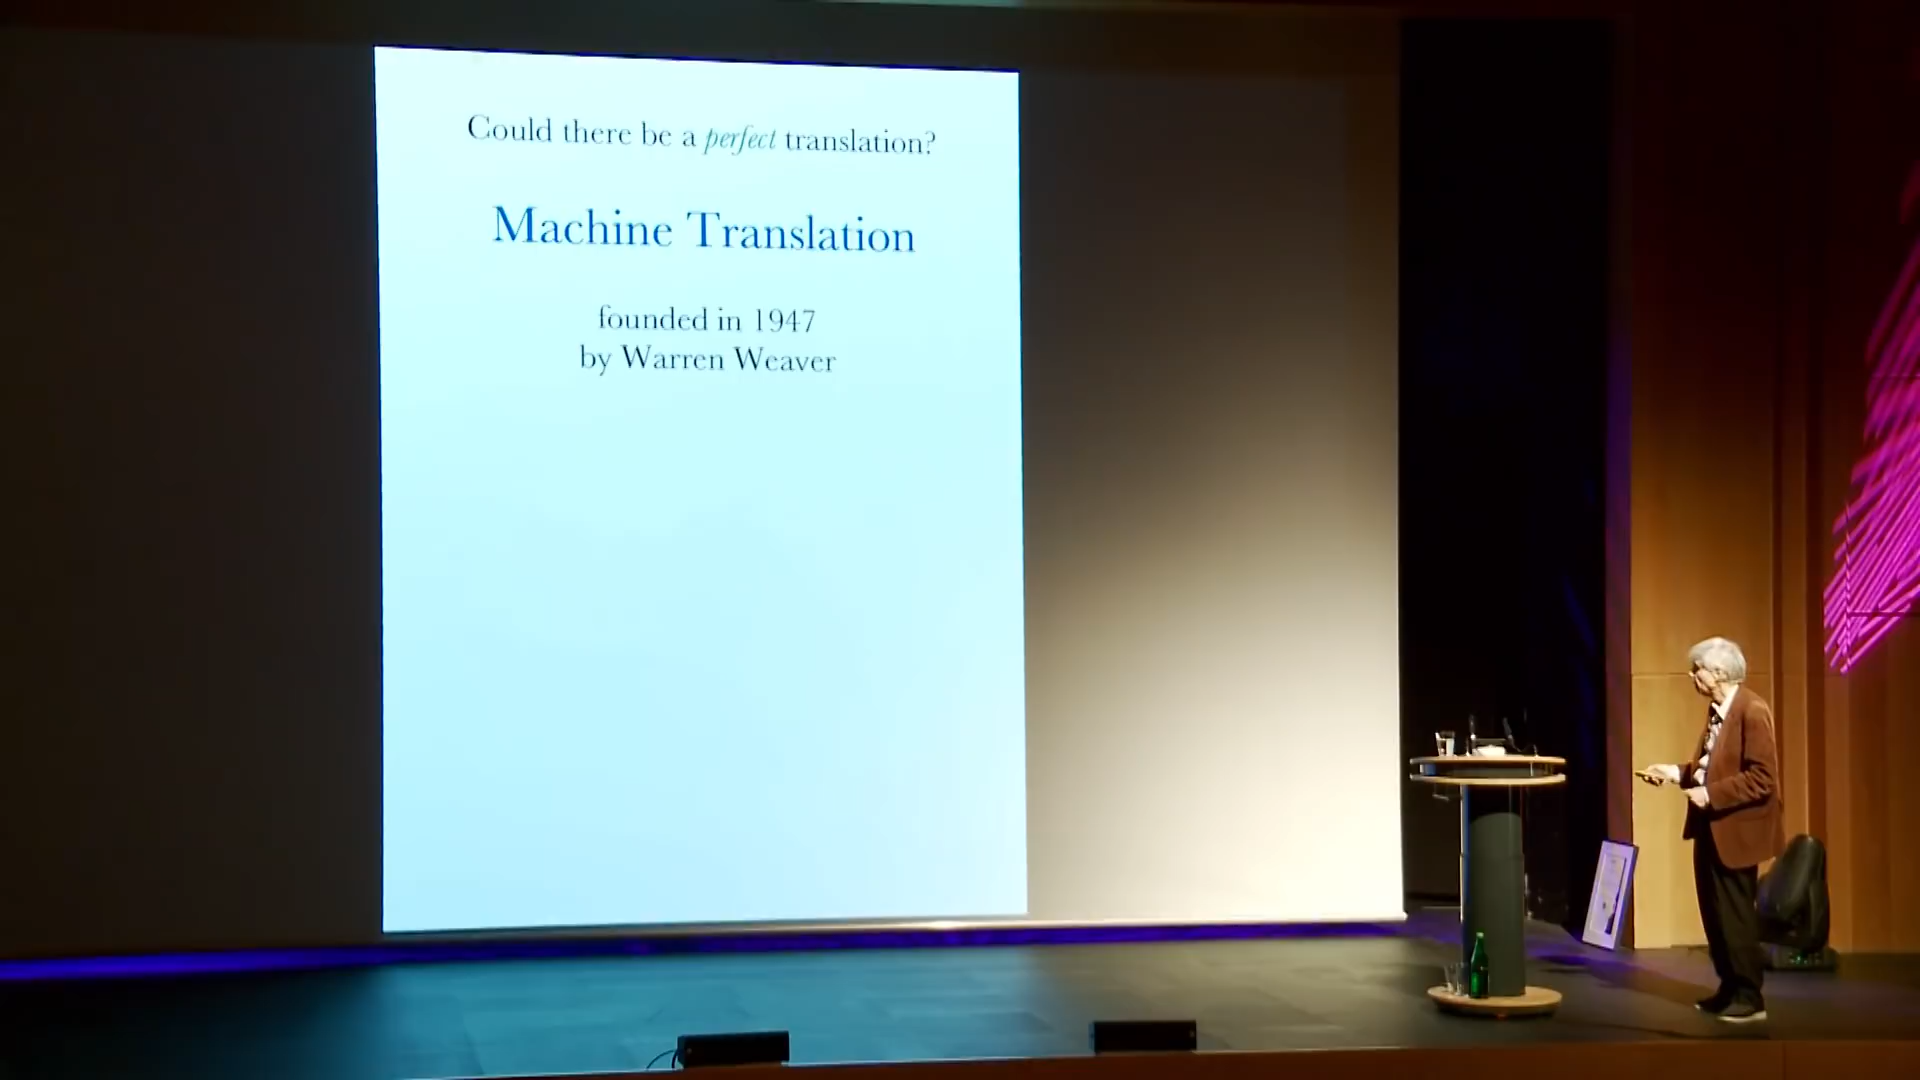 Could there be a perfect translation?
Machine Translation
founded in 1947
by Warren Weaver